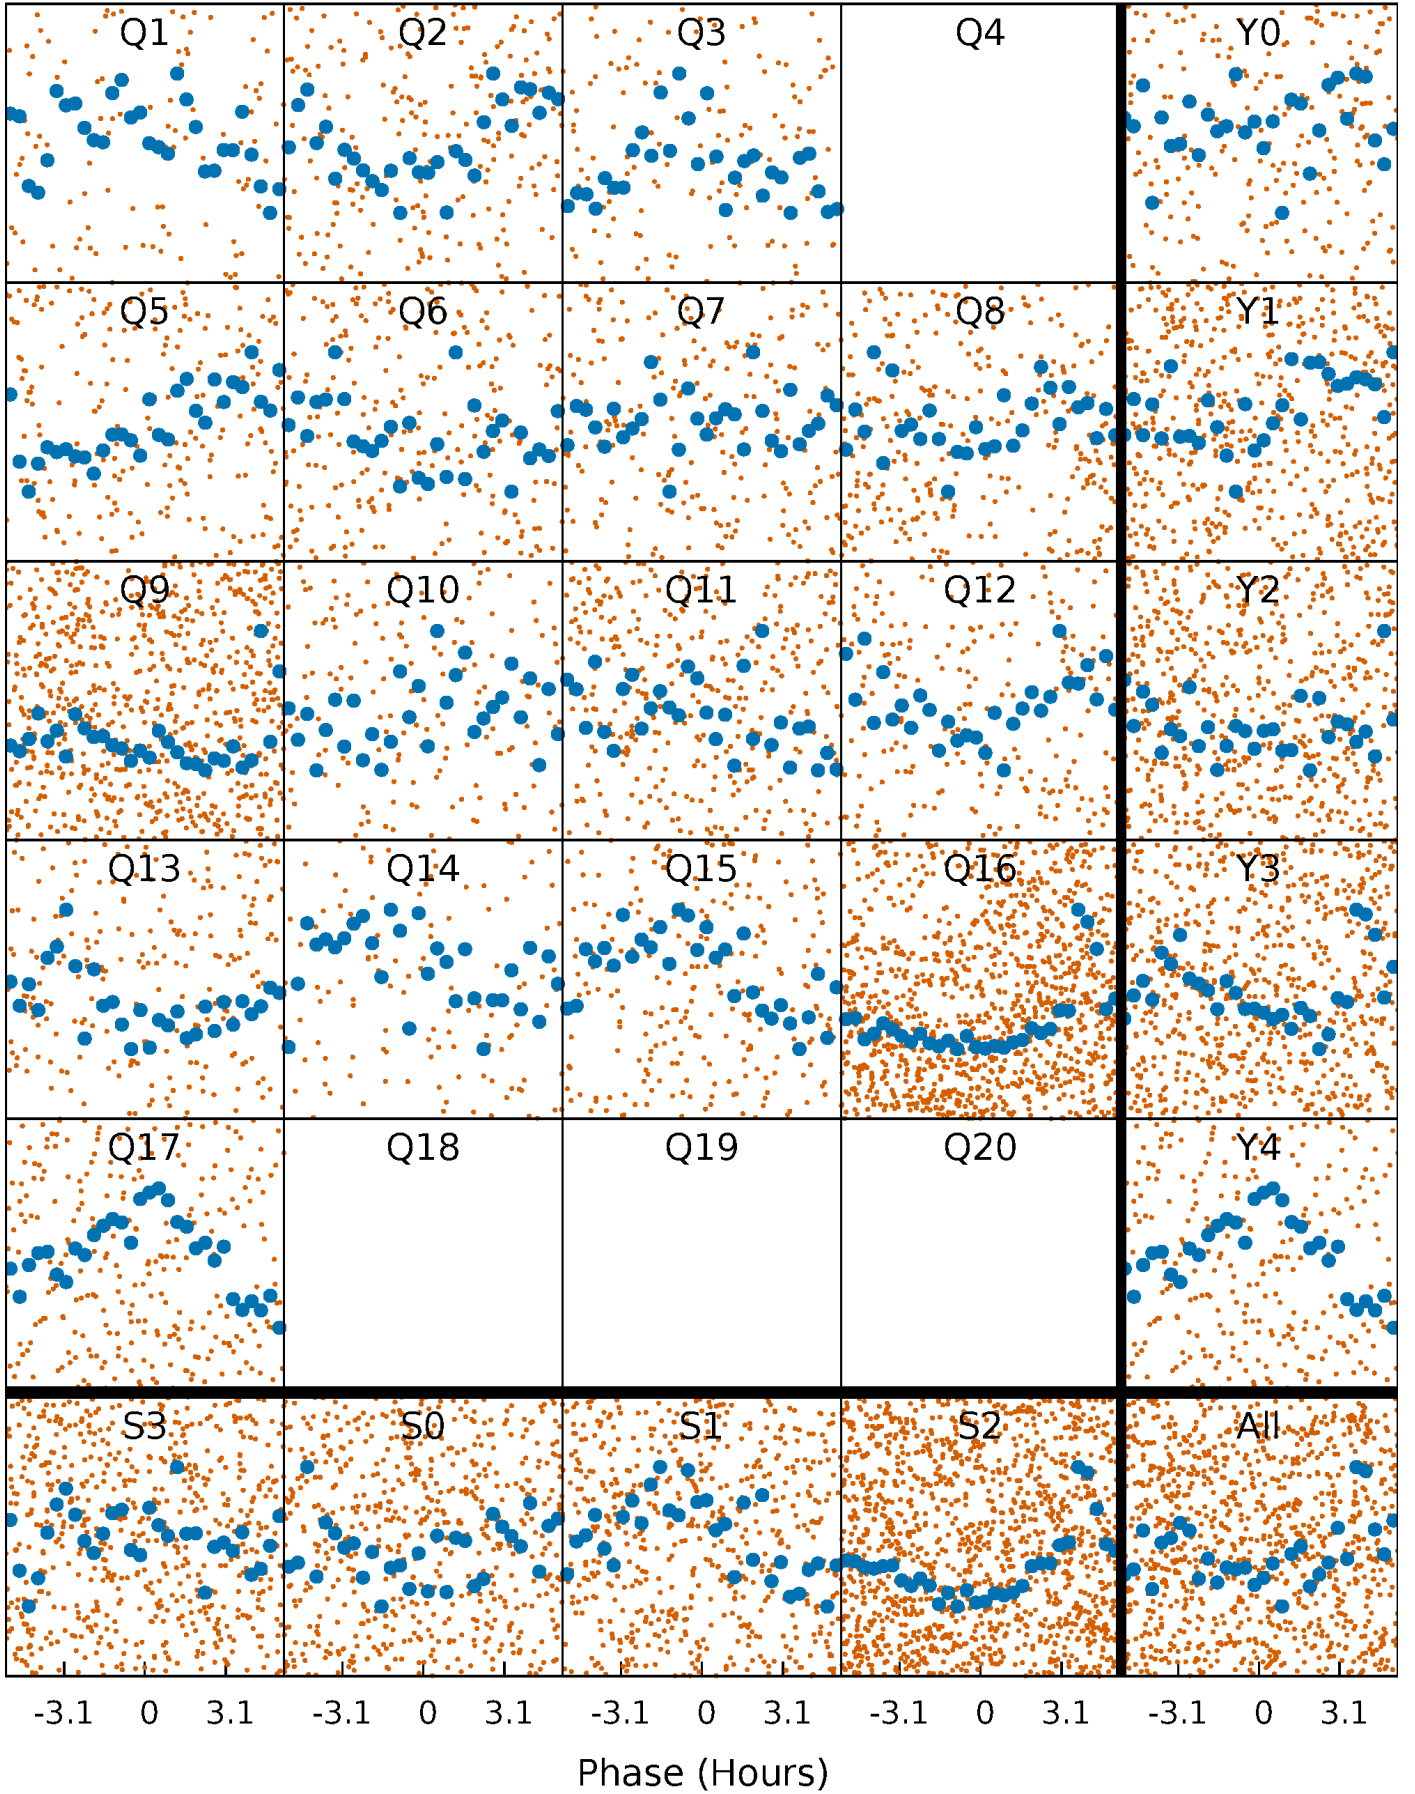 Q1 Q2 Q3 Q4 Y0
Q5 Q6 Q7 Q8 Y1
Q9 Q10 Q11 Q12 Y2
Q13 Q14 Q15 Q16 Y3
Q17 Q18 Q19 Q20 Y4
S3 S0 S1 S2 All
-3.1 0 3.1 -3.1 0 3.1 -3.1 0 3.1 -3.1 0 3.1 -3.1 0 3.1
Phase (Hours)